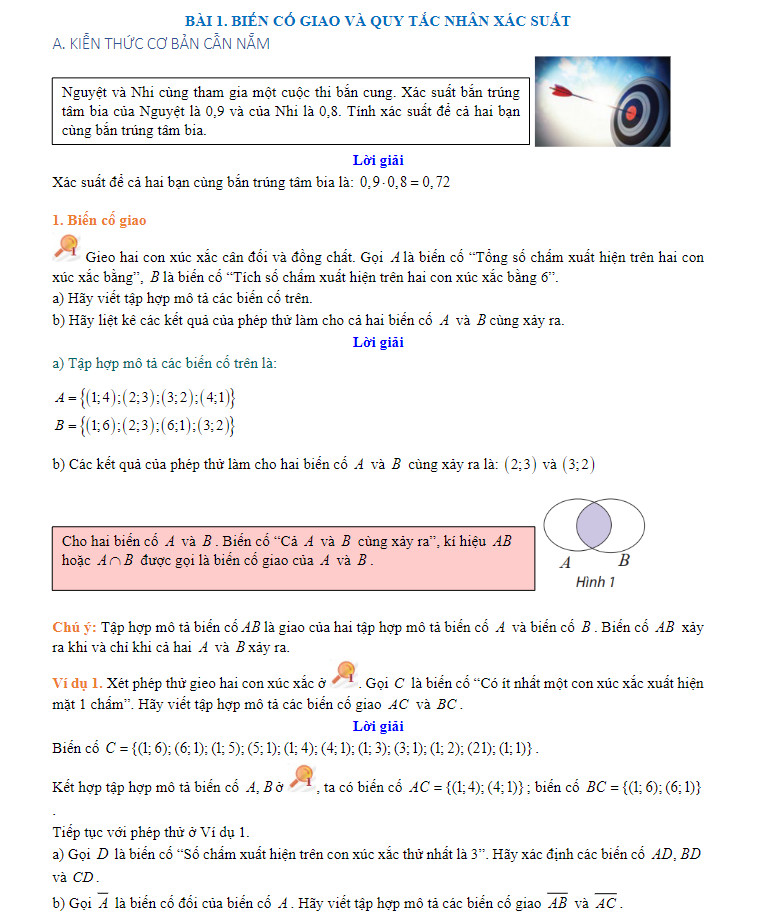 BÀI 1. BIẾN CỐ GIAO VÀ QUY TẮC NHÂN XÁC SUẤT
A. KIẾN THỨC CƠ BẢN CẦN NẮM
Nguyệt và Nhi cùng tham gia một cuộc thi bắn cung. Xác suất bắn trúng
tâm bia của Nguyệt là 0,9 và của Nhi là 0,8. Tính xác suất để cả hai bạn
cùng bắn trúng tâm bia.
Lời giải
Xác suất để cả hai bạn cùng bắn trúng tâm bia là: 0,9·0,8 = 0,72
1. Biến cố giao
1 Gieo hai con xúc xắc cân đối và đồng chất. Gọi A là biến cố “Tổng số chấm xuất hiện trên hai con
xúc xắc bằng”, B là biến cố “Tích số chấm xuất hiện trên hai con xúc xắc bằng 6”.
a) Hãy viết tập hợp mô tả các biến cố trên.
b) Hãy liệt kê các kết quả của phép thử làm cho cả hai biến cố A và B cùng xảy ra.
Lời giải
a) Tập hợp mô tả các biến cố trên là:
A = {(1;4);(2;3);(3;2);(4;1)}
B = {(1;6);(2;3);(6;1);(3;2)}
b) Các kết quả của phép thử làm cho hai biến cố A và B cùng xảy ra là: (2;3) và (3;2)
Cho hai biến cố A và B. Biến cố “Cả A và B cùng xảy ra”, kí hiệu AB
hoặc A∩B được gọi là biến cố giao của A và B.
A B
Hình 1
Chú ý: Tập hợp mô tả biến cố AB là giao của hai tập hợp mô tả biến cố A và biến cố B. Biến cố AB xảy
ra khi và chỉ khi cả hai A và B xảy ra.
Ví dụ 1. Xét phép thử gieo hai con xúc xắc ở 1. Gọi C là biến cố “Có ít nhất một con xúc xắc xuất hiện
mặt 1 chấm”. Hãy viết tập hợp mô tả các biến cố giao AC và BC.
Lời giải
Biến cố C = {(1; 6); (6; 1); (1; 5); (5; 1); (1; 4); (4; 1); (1; 3); (3; 1); (1; 2); (21); (1; 1)}.
Kết hợp tập hợp mô tả biến cố A, B ở 1, ta có biến cố AC = {(1; 4); (4; 1)}; biến cố BC = {(1; 6); (6; 1)}
.
Tiếp tục với phép thử ở Ví dụ 1.
a) Gọi D là biến cố “Số chấm xuất hiện trên con xúc xắc thứ nhất là 3”. Hãy xác định các biến cố AD, BD
và CD.
b) Gọi A̅ là biến cố đối của biến cố A. Hãy viết tập hợp mô tả các biến cố giao A̅B̅ và A̅C̅.